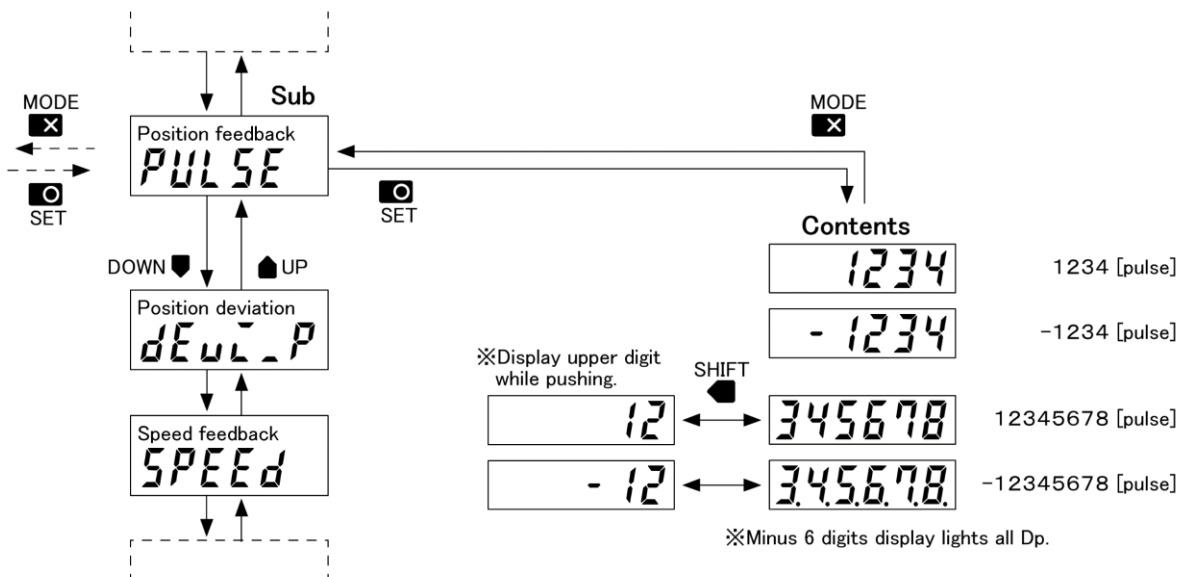 Sub
MODE
Position feedback
PULSE
SET
MODE
SET
Contents
1234
1234 [pulse]
DOWN
UP
- 1234
-1234 [pulse]
Position deviation
dEvi_P
※Display upper digit
while pushing.
SHIFT
12
345678
12345678 [pulse]
Speed feedback
SPEEd
- 12
3.4.5.6.7.8.
-12345678 [pulse]
※Minus 6 digits display lights all Dp.